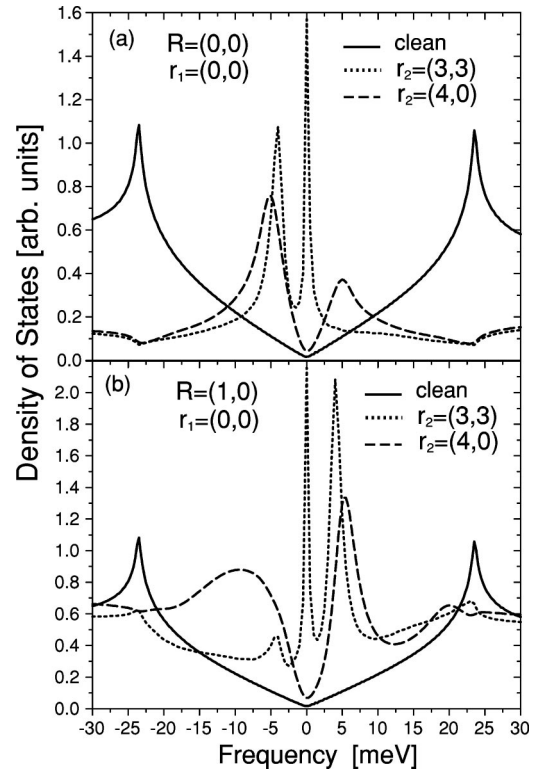 Density of States [arb. units]
(a)
R=(0,0)
r₁=(0,0)
clean
r₂=(3,3)
r₂=(4,0)
1.6
1.4
1.2
1.0
0.8
0.6
0.4
0.2
0.0
(b)
R=(1,0)
r₁=(0,0)
clean
r₂=(3,3)
r₂=(4,0)
2.0
1.8
1.6
1.4
1.2
1.0
0.8
0.6
0.4
0.2
0.0
-30 -25 -20 -15 -10 -5 0 5 10 15 20 25 30
Frequency [meV]